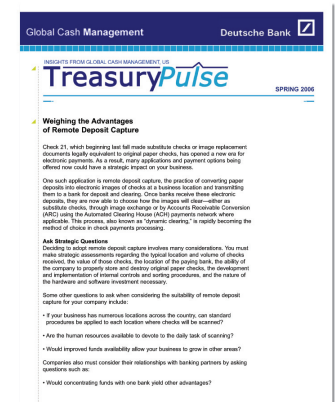 Global Cash Management
Deutsche Bank
INSIGHTS FROM GLOBAL CASH MANAGEMENT, US
TreasuryPulse
SPRING 2006
Weighing the Advantages
of Remote Deposit Capture
Check 21, which beginning last fall made substitute checks or image replacement
documents legally equivalent to original paper checks, has opened a new era for
electronic payments. As a result, many applications and payment options being
offered now could have a strategic impact on your business.
One such application is remote deposit capture, the practice of converting paper
deposits into electronic images of checks at a business location and transmitting
them to a bank for deposit and clearing. Once banks receive these electronic
deposits, they are now able to choose how the images will clear—either as
substitute checks, through image exchange or by Accounts Receivable Conversion
(ARC) using the Automated Clearing House (ACH) payments network where
applicable. This process, also known as "dynamic clearing," is rapidly becoming the
method of choice in check payments processing.
Ask Strategic Questions
Deciding to adopt remote deposit capture involves many considerations. You must
make strategic assessments regarding the typical location and volume of checks
received, the value of those checks, the location of the paying bank, the ability of
the company to properly store and destroy original paper checks, the development
and implementation of internal controls and sorting procedures, and the nature of
the hardware and software investment necessary.
Some other questions to ask when considering the suitability of remote deposit
capture for your company include:
• If your business has numerous locations across the country, can standard
procedures be applied to each location where checks will be scanned?
• Are the human resources available to devote to the daily task of scanning?
• Would improved funds availability allow your business to grow in other areas?
Companies also must consider their relationships with banking partners by asking
questions such as:
• Would concentrating funds with one bank yield other advantages?